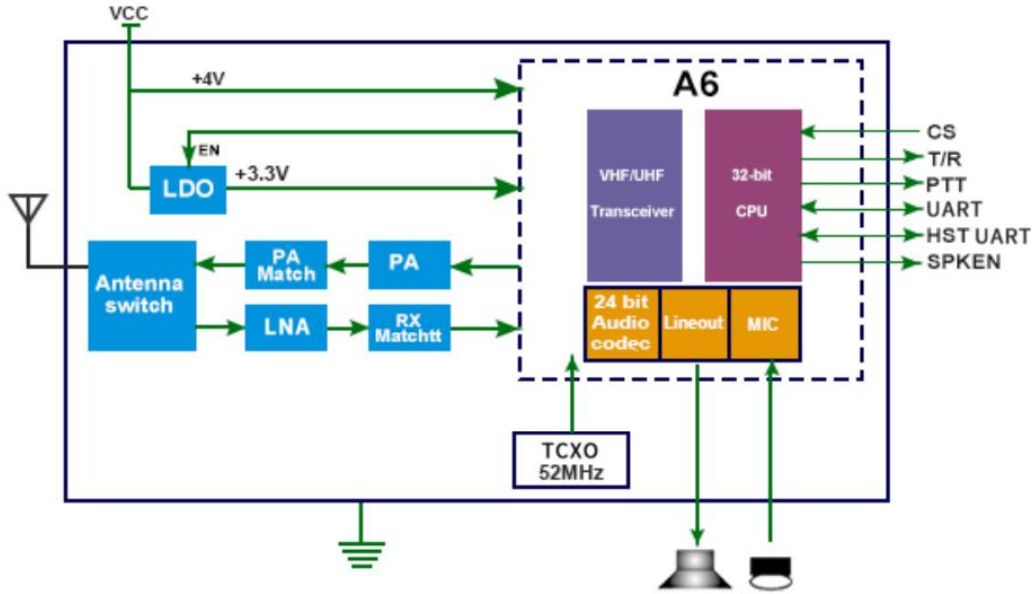 VCC
+4V
A6
EN
LDO
+3.3V
VHF/UHF
Transceiver
32-bit
CPU
CS
T/R
PTT
UART
HST UART
SPKEN
Antenna
switch
PA
Match
PA
LNA
RX
Matchtt
24 bit
Audio
codec
Lineout
MIC
TCXO
52MHz